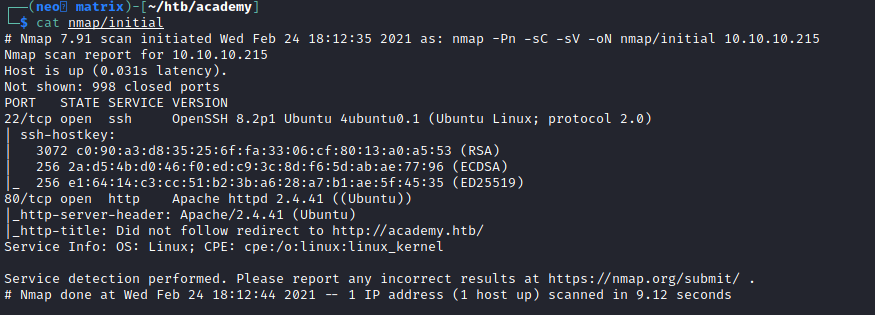 (neo matrix)-[~/htb/academy]
$ cat nmap/initial
# Nmap 7.91 scan initiated Wed Feb 24 18:12:35 2021 as: nmap -Pn -sC -sV -oN nmap/initial 10.10.10.215
Nmap scan report for 10.10.10.215
Host is up (0.031s latency).
Not shown: 998 closed ports
PORT   STATE SERVICE VERSION
22/tcp open  ssh     OpenSSH 8.2p1 Ubuntu 4ubuntu0.1 (Ubuntu Linux; protocol 2.0)
| ssh-hostkey:
|   3072 c0:90:a3:d8:35:25:6f:fa:33:06:cf:80:13:a0:a5:53 (RSA)
|   256 2a:d5:4b:d0:46:f0:ed:c9:3c:8d:f6:5d:ab:ae:77:96 (ECDSA)
|_  256 e1:64:14:c3:cc:51:b2:3b:a6:28:a7:b1:ae:5f:45:35 (ED25519)
80/tcp open  http    Apache httpd 2.4.41 ((Ubuntu))
|_http-server-header: Apache/2.4.41 (Ubuntu)
|_http-title: Did not follow redirect to http://academy.htb/
Service Info: OS: Linux; CPE: cpe:/o:linux:linux_kernel
Service detection performed. Please report any incorrect results at https://nmap.org/submit/ .
# Nmap done at Wed Feb 24 18:12:44 2021 -- 1 IP address (1 host up) scanned in 9.12 seconds